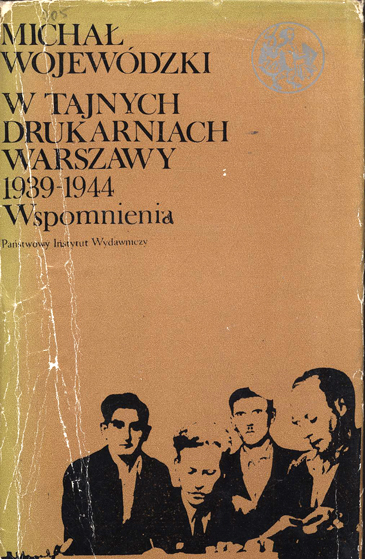 MICHAŁ
WOJEWÓDZKI
W TAJNYCH
DRUKARNIACH
WARSZAWY
1939-1944
Wspomnienia
Państwowy Instytut Wydawniczy